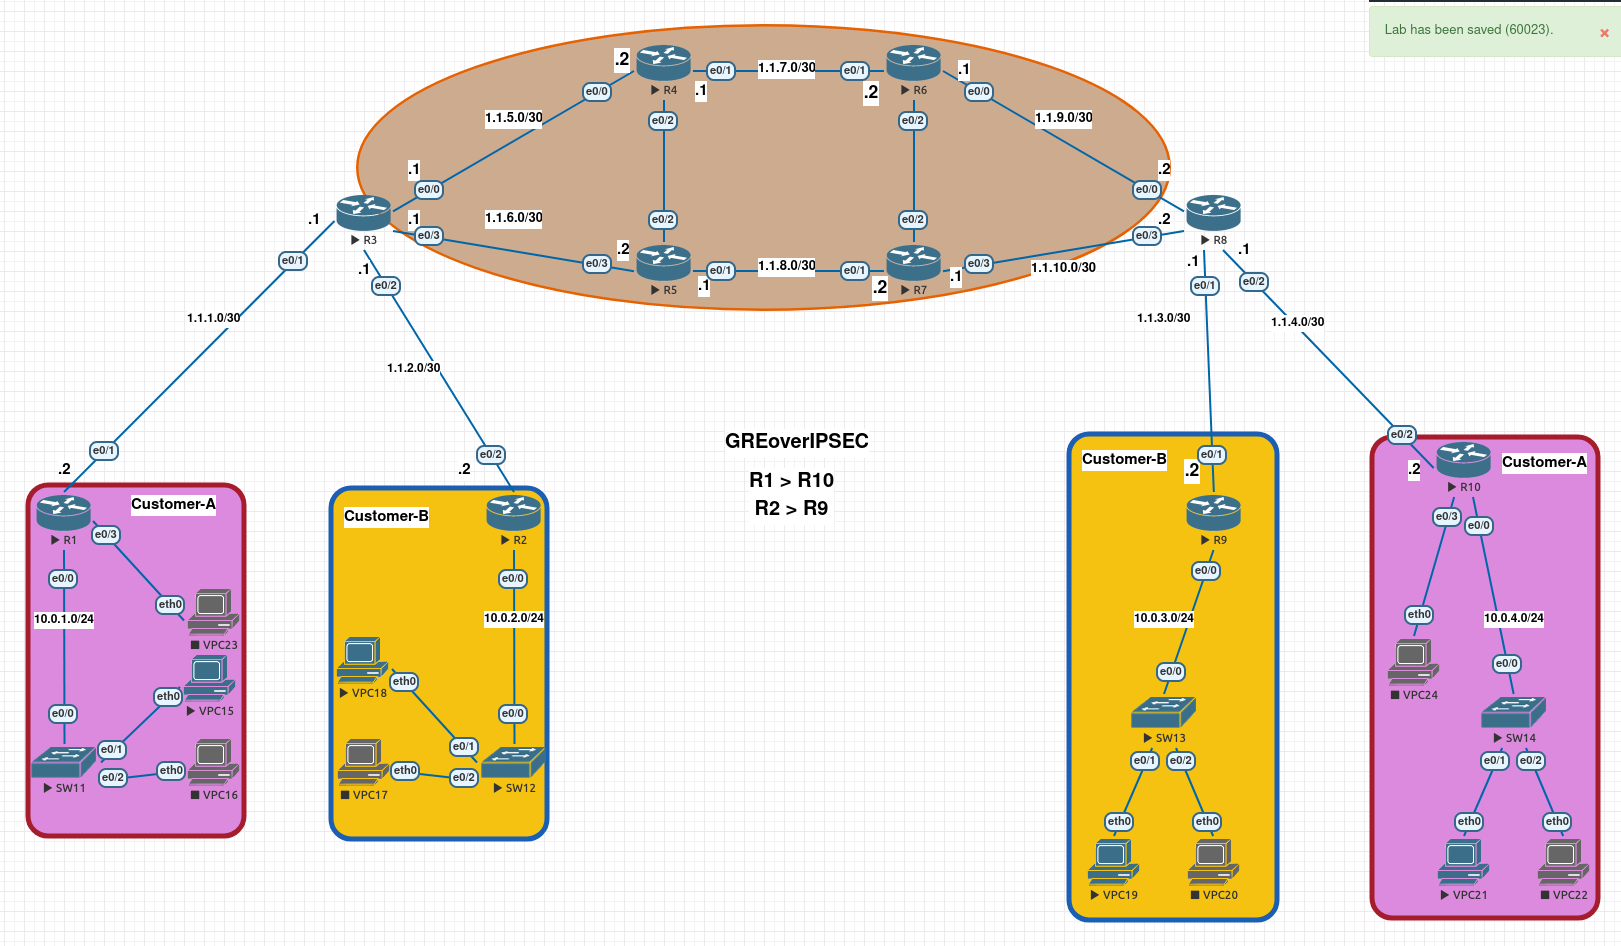 Lab has been saved (60023).
.2
e0/1
1.1.7.0/30
e0/1
.1
R4
.1
.2
R6
e0/0
e0/0
1.1.5.0/30
e0/2
e0/2
1.1.9.0/30
.1
.2
e0/0
e0/0
.1
.1
1.1.6.0/30
e0/2
e0/2
.2
R3
e0/3
e0/3
R8
e0/1
.1
.2
.1
.1
e0/3
e0/1
1.1.8.0/30
e0/1
.1
e0/3
1.1.10.0/30
e0/2
R5
.1
.2
R7
e0/1
e0/2
1.1.1.0/30
1.1.3.0/30
1.1.4.0/30
1.1.2.0/30
GREoverIPSEC
R1 > R10
R2 > R9
e0/1
.2
e0/2
.2
e0/1
.2
e0/2
.2
Customer-A
R1
e0/3
e0/0
eth0
10.0.1.0/24
VPC23
eth0
VPC15
e0/0
e0/1
e0/2
eth0
SW11
VPC16
Customer-B
R2
e0/0
10.0.2.0/24
VPC18
eth0
e0/0
e0/1
eth0
e0/2
VPC17
SW12
Customer-B
R9
e0/0
10.0.3.0/24
e0/0
SW13
e0/1
e0/2
eth0
eth0
VPC19
VPC20
Customer-A
R10
e0/3
e0/0
eth0
10.0.4.0/24
e0/0
VPC24
SW14
e0/1
e0/2
eth0
eth0
VPC21
VPC22